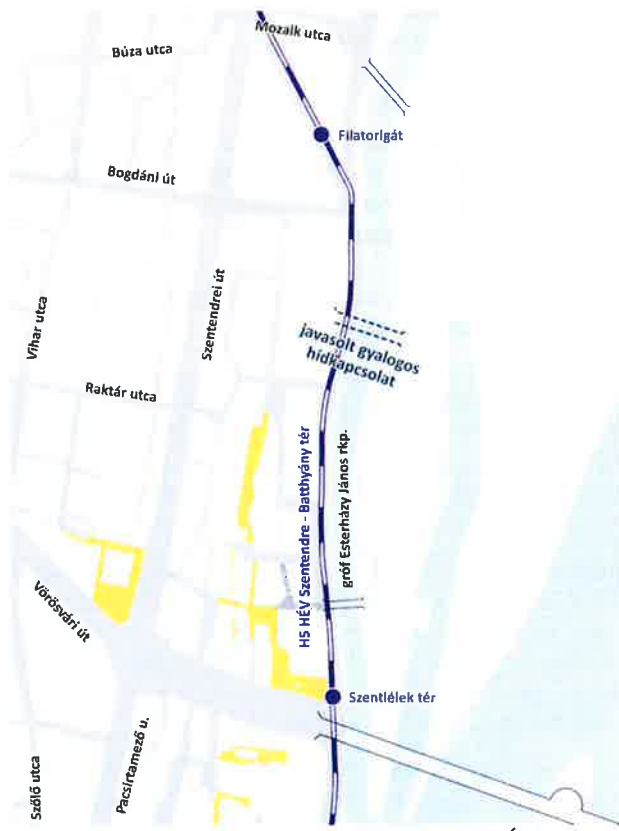 Mozaik utca
Búza utca
Filatorigát
Bogdáni út
Szentendrei út
Vihar utca
javasolt gyalogos
hídkapcsolat
Raktár utca
H5 HÉV Szentendre - Batthyány tér
gróf Esterházy János rkp.
Vörösvári út
Szentlélek tér
Pacsirtamező u.
Szőlő utca